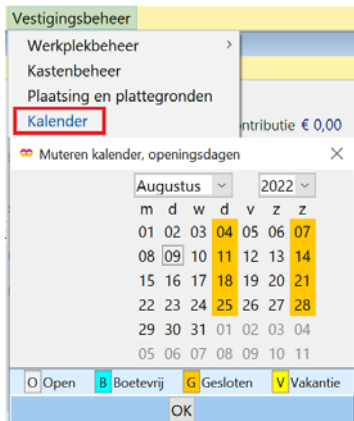 Vestigingsbeheer
Werkplekbeheer >
Kastenbeheer
Plaatsing en plattegronden
Kalender
ntributie € 0,00
Muteren kalender, openingsdagen
Augustus 2022
m d w d v z z
01 02 03 04 05 06 07
08 09 10 11 12 13 14
15 16 17 18 19 20 21
22 23 24 25 26 27 28
29 30 31 01 02 03 04
05 06 07 08 09 10 11
O Open B Boetevrij G Gesloten V Vakantie
OK